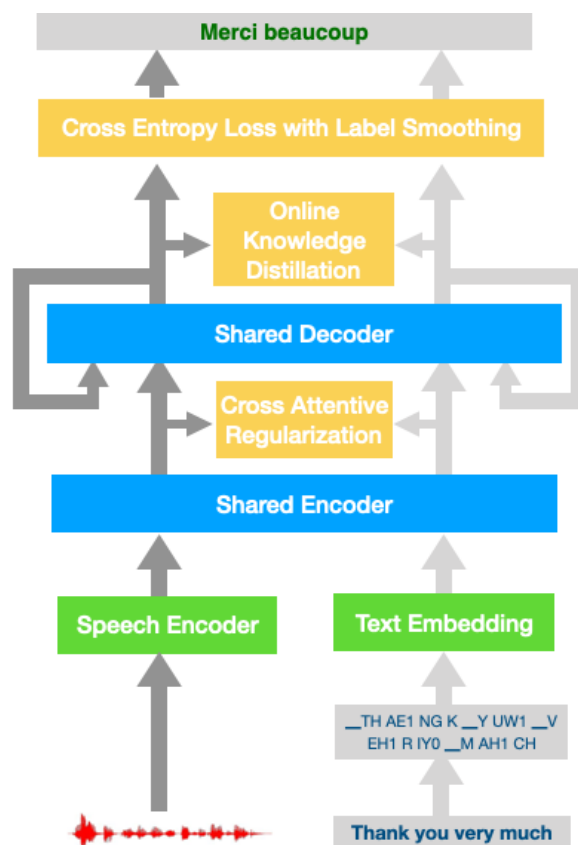 Merci beaucoup
Cross Entropy Loss with Label Smoothing
Online
Knowledge
Distillation
Shared Decoder
Cross Attentive
Regularization
Shared Encoder
Speech Encoder
Text Embedding
__TH AE1 NG K __Y UW1 __V
EH1 R IY0 __M AH1 CH
Thank you very much